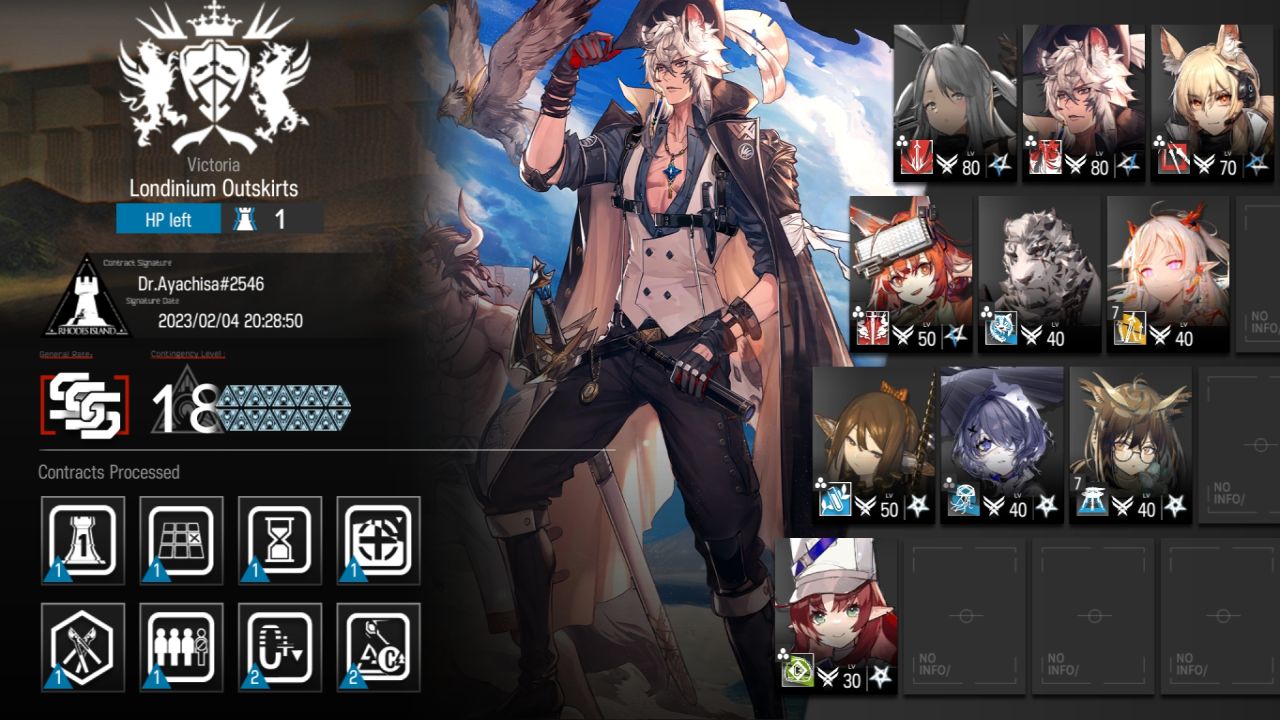 Victoria
Londinium Outskirts
HP left 1
Contract Signature
Dr.Ayachisa#2546
Signature Date
2023/02/04 20:28:50
RHODES ISLAND
General Rate:
Contingency Level:
18
Contracts Processed
1
1
1
1
1
1
1
2
2
LV 80
LV 80
LV 70
LV 50
LV 40
7
LV 40
NO
INFO
LV 50
LV 40
7
LV 40
NO
INFO/
LV 30
NO
INFO/
NO
INFO/
NO
INFO/